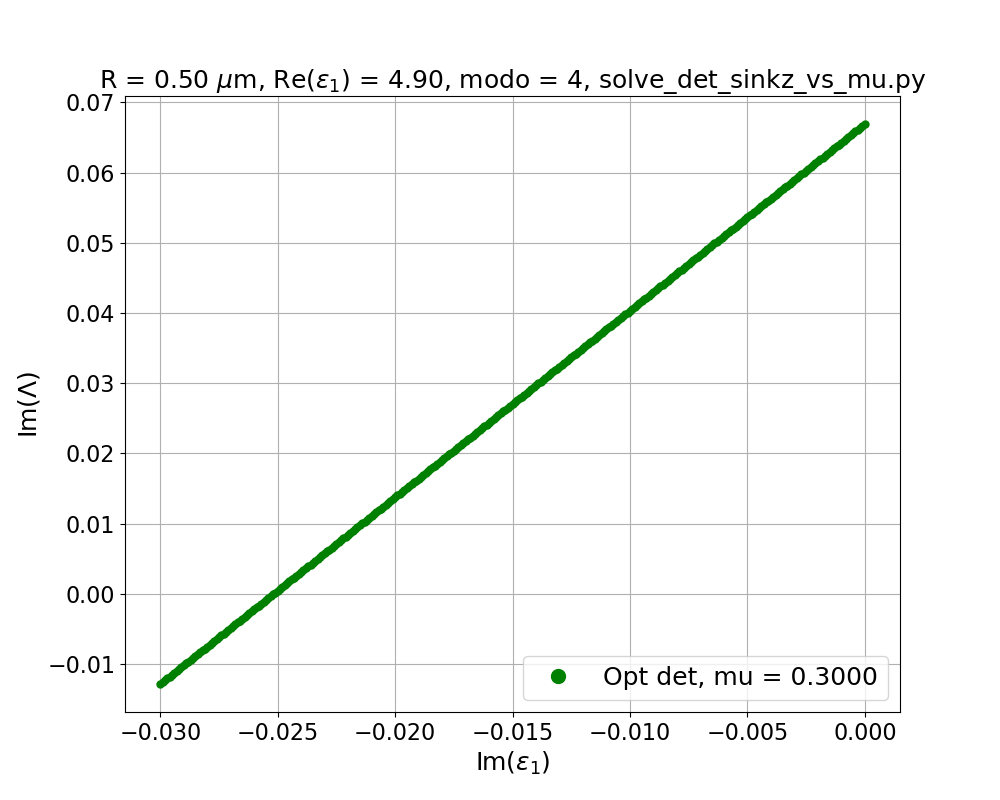 R = 0.50 μm, Re(ε₁) = 4.90, modo = 4, solve_det_sinkz_vs_mu.py
0.07
0.06
0.05
0.04
0.03
0.02
0.01
0.00
−0.01
Im(Λ)
Opt det, mu = 0.3000
−0.030 −0.025 −0.020 −0.015 −0.010 −0.005 0.000
Im(ε₁)